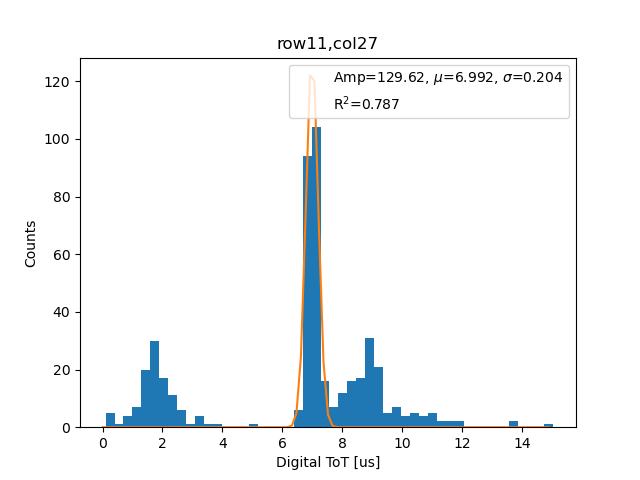 row11,col27
Amp=129.62, μ=6.992, σ=0.204
R²=0.787
120
100
80
60
40
20
0
Counts
0 2 4 6 8 10 12 14
Digital ToT [us]